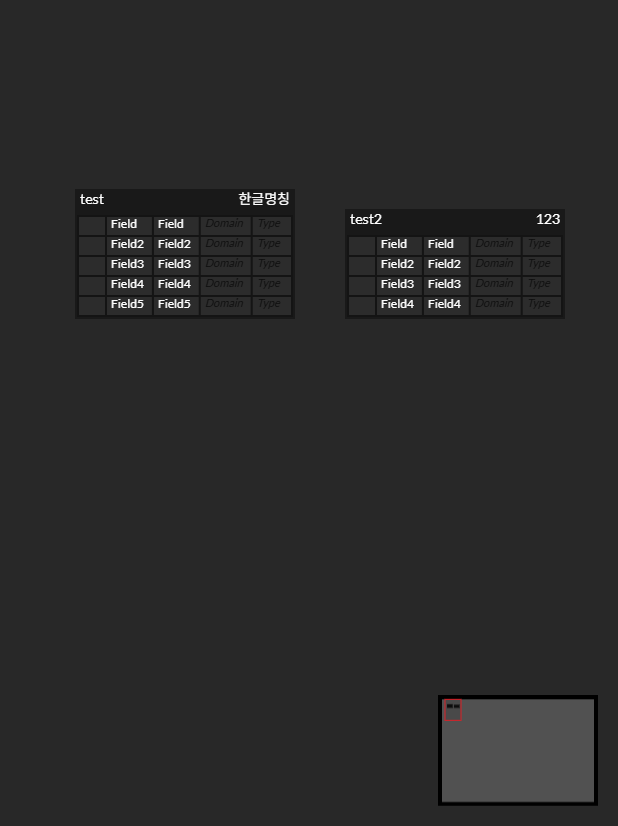 test 한글명칭
Field Field Domain Type
Field2 Field2 Domain Type
Field3 Field3 Domain Type
Field4 Field4 Domain Type
Field5 Field5 Domain Type
test2 123
Field Field Domain Type
Field2 Field2 Domain Type
Field3 Field3 Domain Type
Field4 Field4 Domain Type